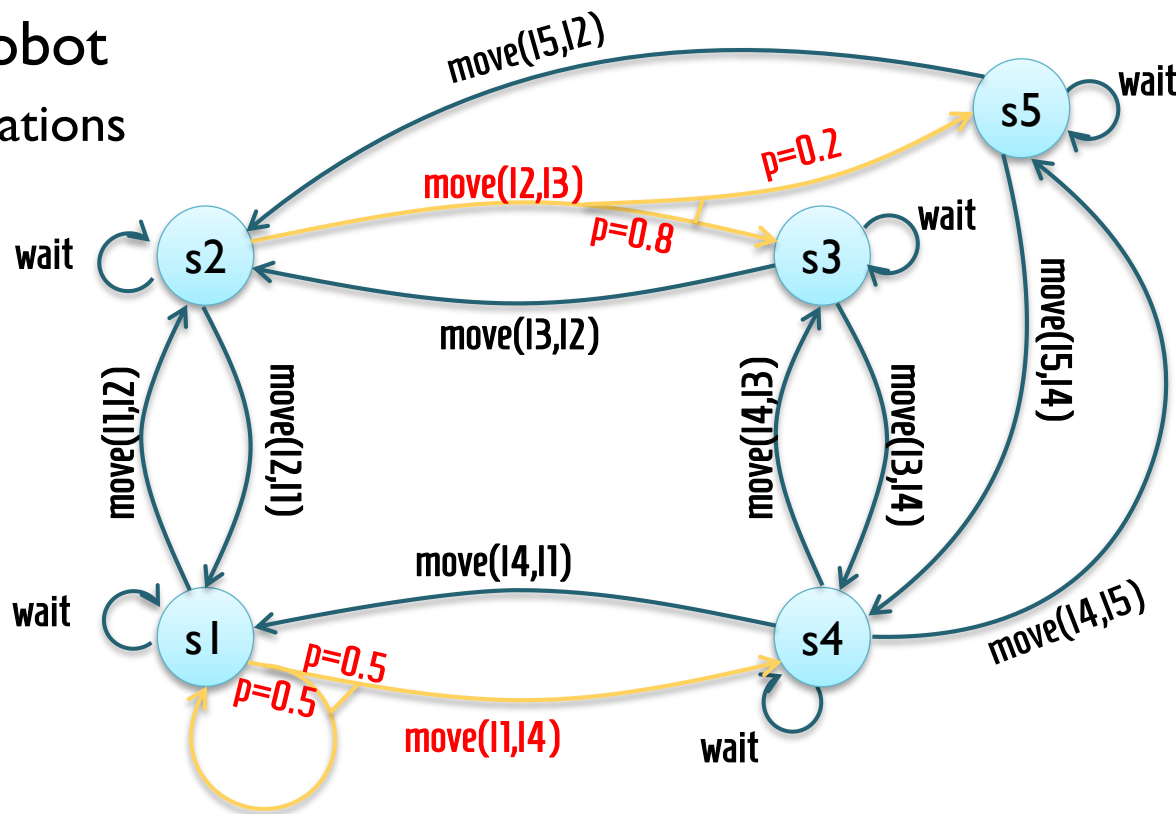 obot
ations
move(l5,l2)
wait
s5
p=0.2
move(l2,l3)
p=0.8
wait
s2
s3
wait
move(l3,l2)
move(l5,l4)
move(l1,l2)
move(l2,l1)
move(l4,l3)
move(l3,l4)
move(l4,l1)
wait
s1
s4
move(l4,l5)
p=0.5
p=0.5
move(l1,l4)
wait